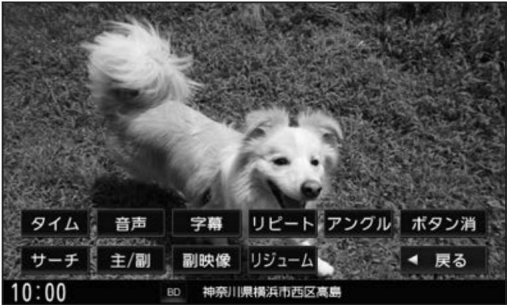 タイム 音声 字幕 リピート アングル ボタン消
サーチ 主/副 副映像 リジューム ◀ 戻る
10:00 BD 神奈川県横浜市西区高島